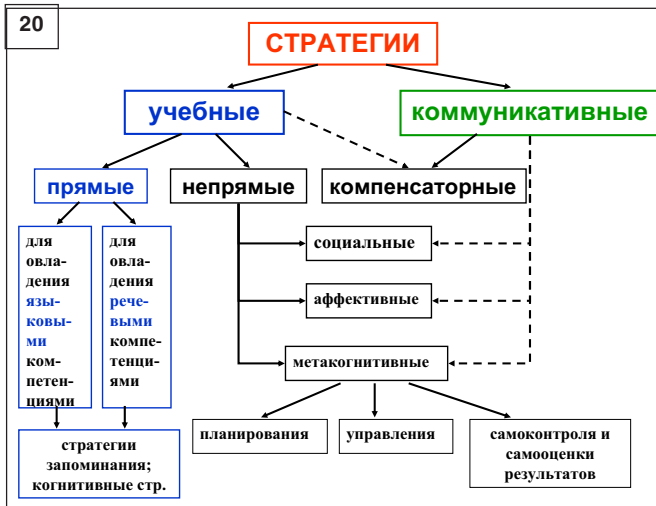 20
СТРАТЕГИИ
учебные
коммуникативные
прямые
непрямые
компенсаторные
для
овла-
дения
язы-
ковы-
ми
ком-
петен-
циями
для
овла-
дения
рече-
выми
компе-
тенци-
ями
социальные
аффективные
метакогнитивные
стратегии
запоминания;
когнитивные стр.
планирования
управления
самоконтроля и
самооценки
результатов